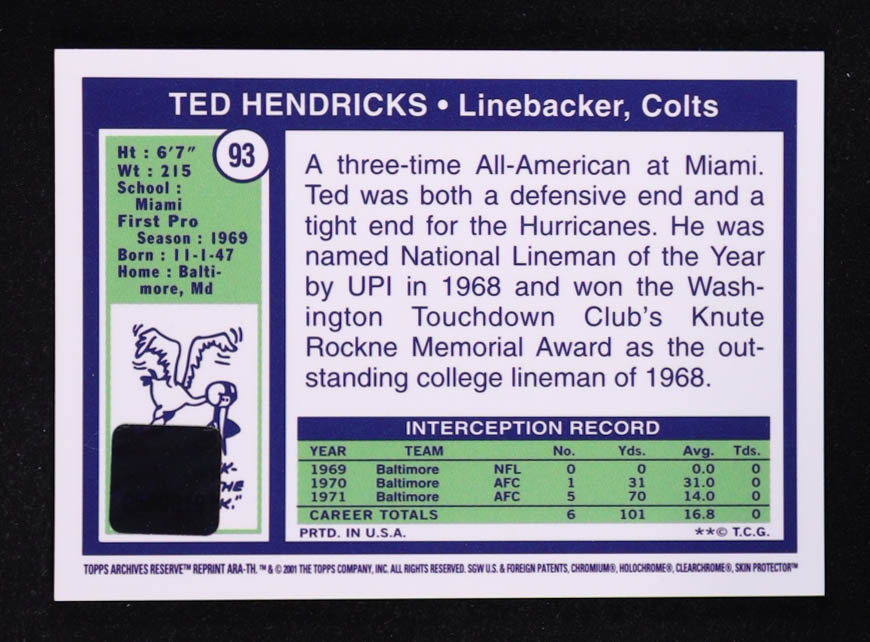 TED HENDRICKS • Linebacker, Colts
93
Ht : 6'7"
Wt : 215
School :
Miami
First Pro
Season : 1969
Born : 11-1-47
Home : Balti-
more, Md
A three-time All-American at Miami.
Ted was both a defensive end and a
tight end for the Hurricanes. He was
named National Lineman of the Year
by UPI in 1968 and won the Wash-
ington Touchdown Club's Knute
Rockne Memorial Award as the out-
standing college lineman of 1968.
INTERCEPTION RECORD
YEAR TEAM No. Yds. Avg. Tds.
1969 Baltimore NFL 0 0 0.0 0
1970 Baltimore AFC 1 31 31.0 0
1971 Baltimore AFC 5 70 14.0 0
CAREER TOTALS 6 101 16.8 0
PRTD. IN U.S.A. **© T.C.G.
TOPPS ARCHIVES RESERVE™ REPRINT ARA-TH. ™ & © 2001 THE TOPPS COMPANY, INC. ALL RIGHTS RESERVED. SGW U.S. & FOREIGN PATENTS, CHROMIUM®, HOLOCHROME®, CLEARCHROME®, SKIN PROTECTOR™